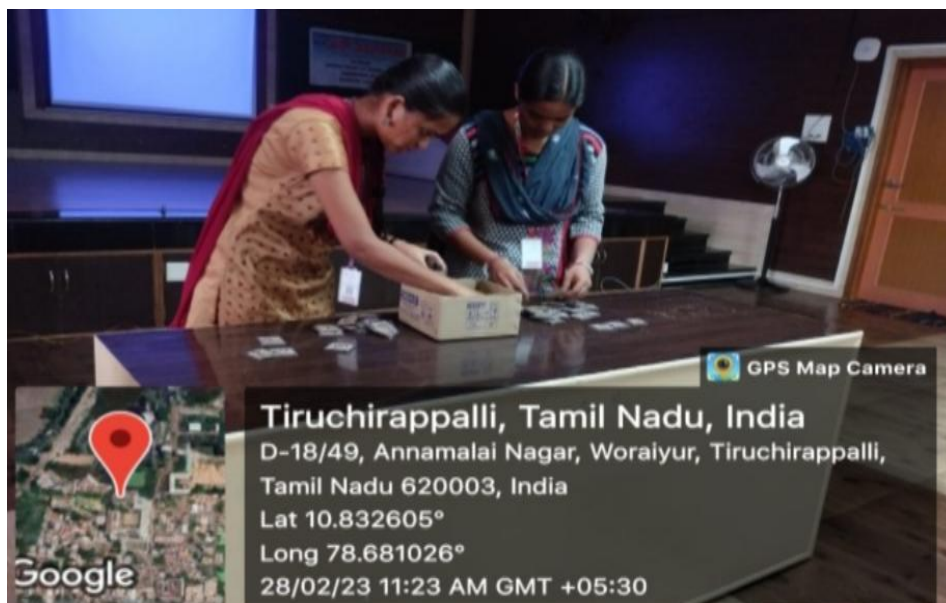 GPS Map Camera
Tiruchirappalli, Tamil Nadu, India
D-18/49, Annamalai Nagar, Woraiyur, Tiruchirappalli,
Tamil Nadu 620003, India
Lat 10.832605°
Long 78.681026°
28/02/23 11:23 AM GMT +05:30
Google